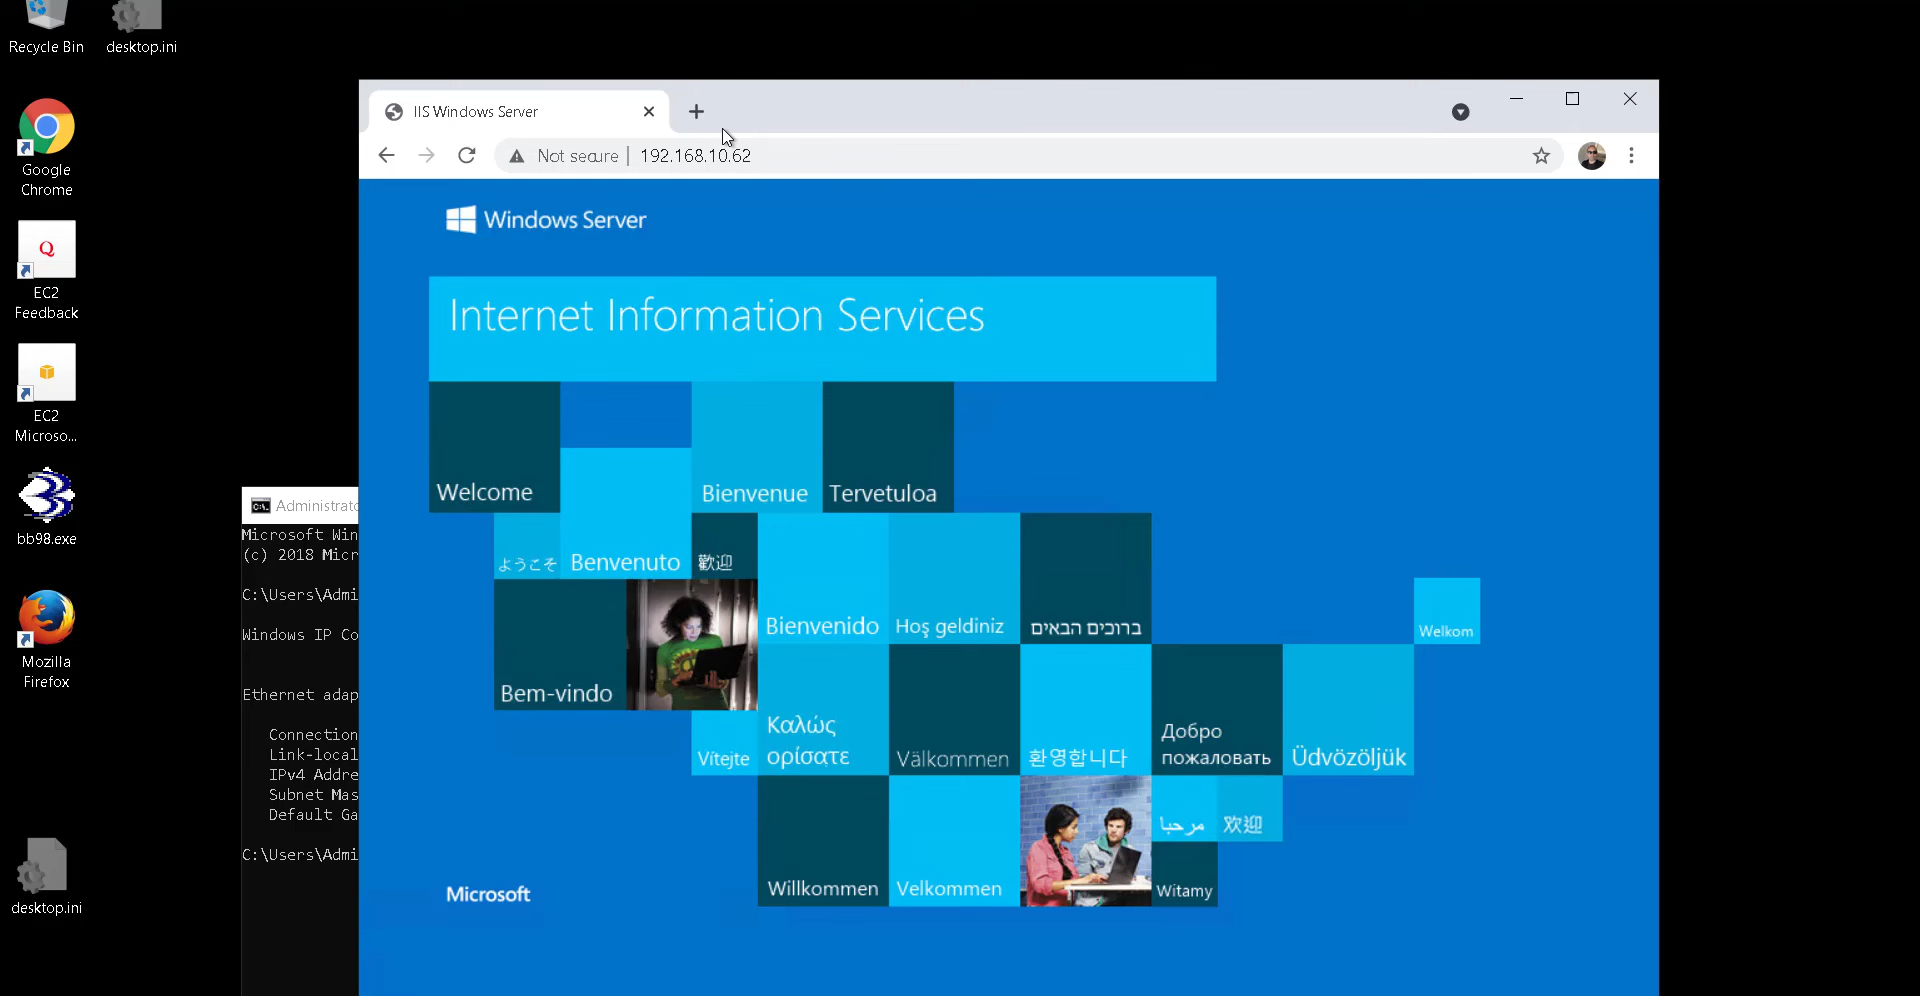 Recycle Bin
desktop.ini
Google
Chrome
Q
EC2
Feedback
EC2
Microso...
bb98.exe
Mozilla
Firefox
desktop.ini
Administrato
Microsoft Win
(c) 2018 Micr
C:\Users\Admi
Windows IP Co
Ethernet adap
Connection
Link-local
IPv4 Addre
Subnet Mas
Default Ga
C:\Users\Admi
IIS Windows Server
Not secure | 192.168.10.62
Windows Server
Internet Information Services
Welcome
Bienvenue
Tervetuloa
ようこそ
Benvenuto
歡迎
Bienvenido
Hoş geldiniz
ברוכים הבאים
Welkom
Bem-vindo
Vítejte
Καλώς
ορίσατε
Välkommen
환영합니다
Добро
пожаловать
Üdvözöljük
مرحبا
欢迎
Willkommen
Velkommen
Witamy
Microsoft